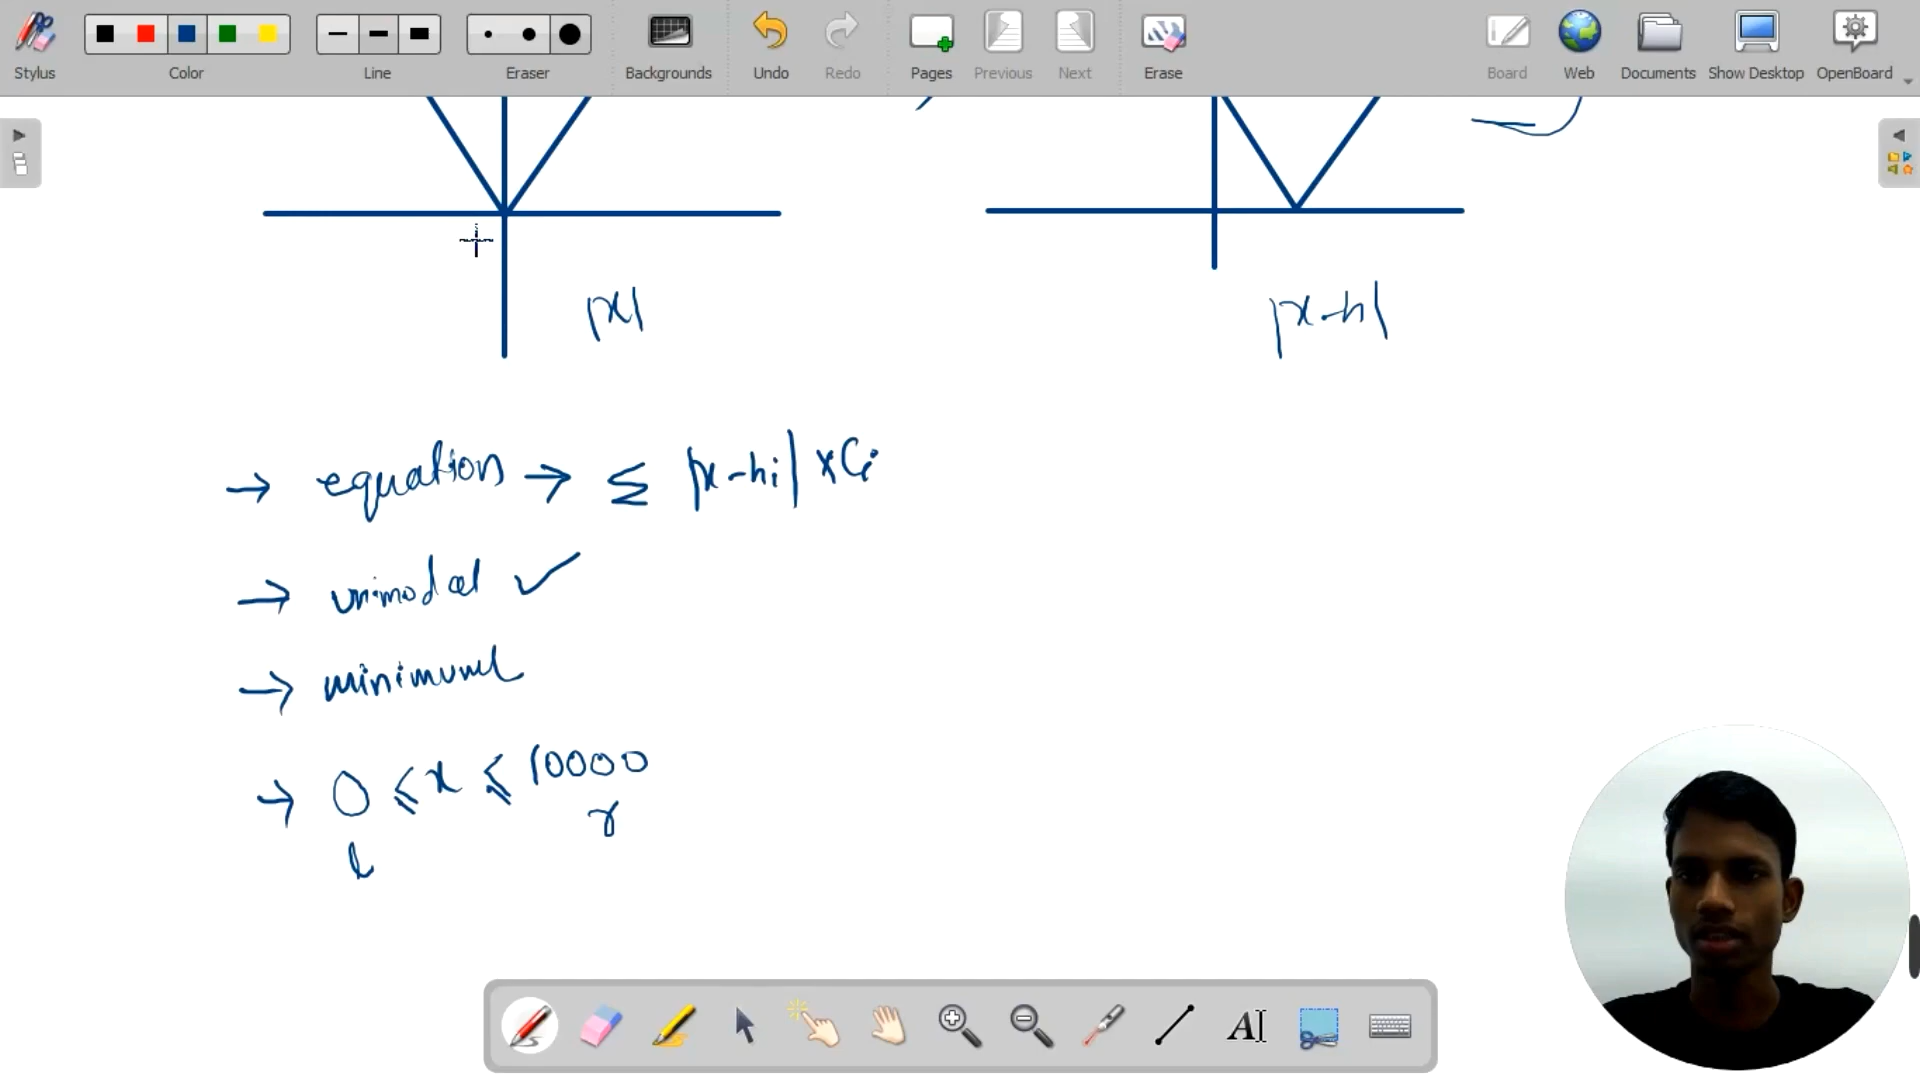 Stylus Color Line Eraser Backgrounds Undo Redo Pages Previous Next Erase Board Web Documents Show Desktop OpenBoard
|x| |x-h|
→ equation → ≤ |x-hi| ×Ci
→ unimodal ✓
→ minimum
→ 0 ≤ x ≤ 10000
l r
AI